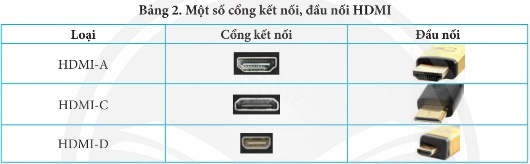 Bảng 2. Một số cổng kết nối, đầu nối HDMI
Loại Cổng kết nối Đầu nối
HDMI-A
HDMI-C
HDMI-D